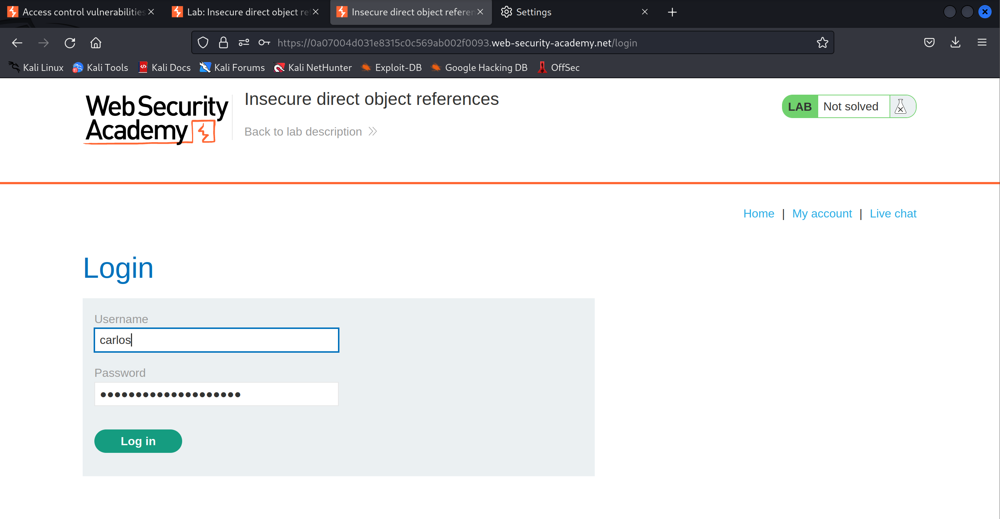 Access control vulnerabilities
Lab: Insecure direct object re
Insecure direct object referen
Settings
https://0a07004d031e8315c0c569ab002f0093.web-security-academy.net/login
Kali Linux
Kali Tools
Kali Docs
Kali Forums
Kali NetHunter
Exploit-DB
Google Hacking DB
OffSec
Web Security
Academy
Insecure direct object references
Back to lab description
LAB
Not solved
Home | My account | Live chat
Login
Username
carlos
Password
••••••••••••••••••••
Log in